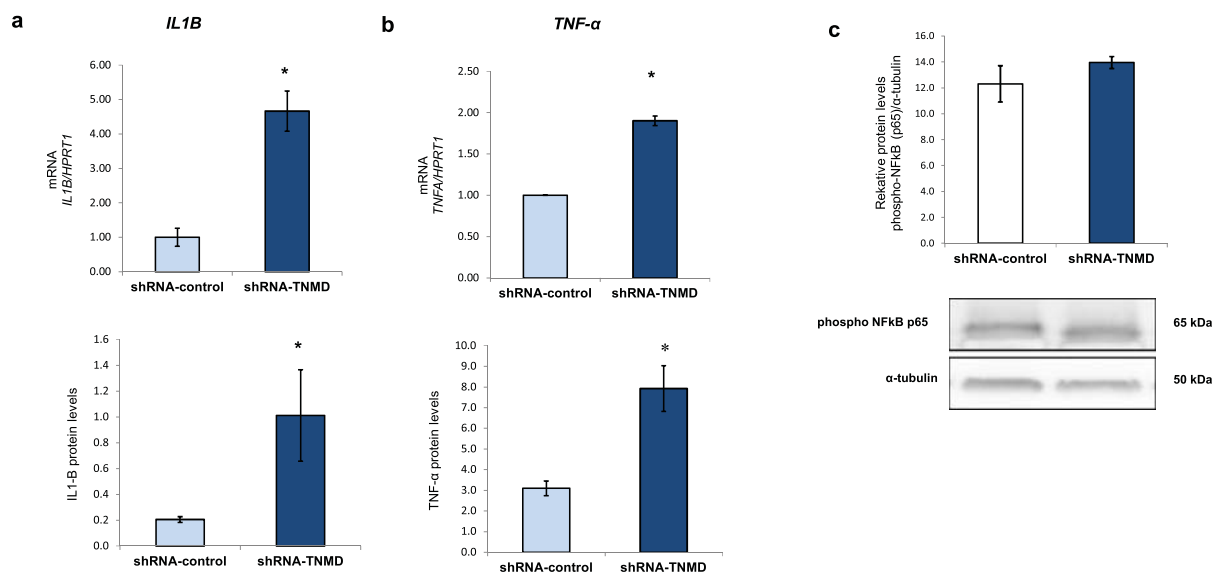 a
IL1B
mRNA
IL1B/HPRT1
6.00
5.00
4.00
3.00
2.00
1.00
0.00
*
shRNA-control shRNA-TNMD
IL1-B protein levels
1.6
1.4
1.2
1.0
0.8
0.6
0.4
0.2
0.0
*
shRNA-control shRNA-TNMD
b
TNF-α
mRNA
TNFA/HPRT1
2.50
2.00
1.50
1.00
0.50
0.00
*
shRNA-control shRNA-TNMD
TNF-α protein levels
10.0
9.0
8.0
7.0
6.0
5.0
4.0
3.0
2.0
1.0
0.0
*
shRNA-control shRNA-TNMD
c
Rekative protein levels
phospho-NFkB (p65)/α-tubulin
16.0
14.0
12.0
10.0
8.0
6.0
4.0
2.0
0.0
shRNA-control shRNA-TNMD
phospho NFkB p65 65 kDa
α-tubulin 50 kDa